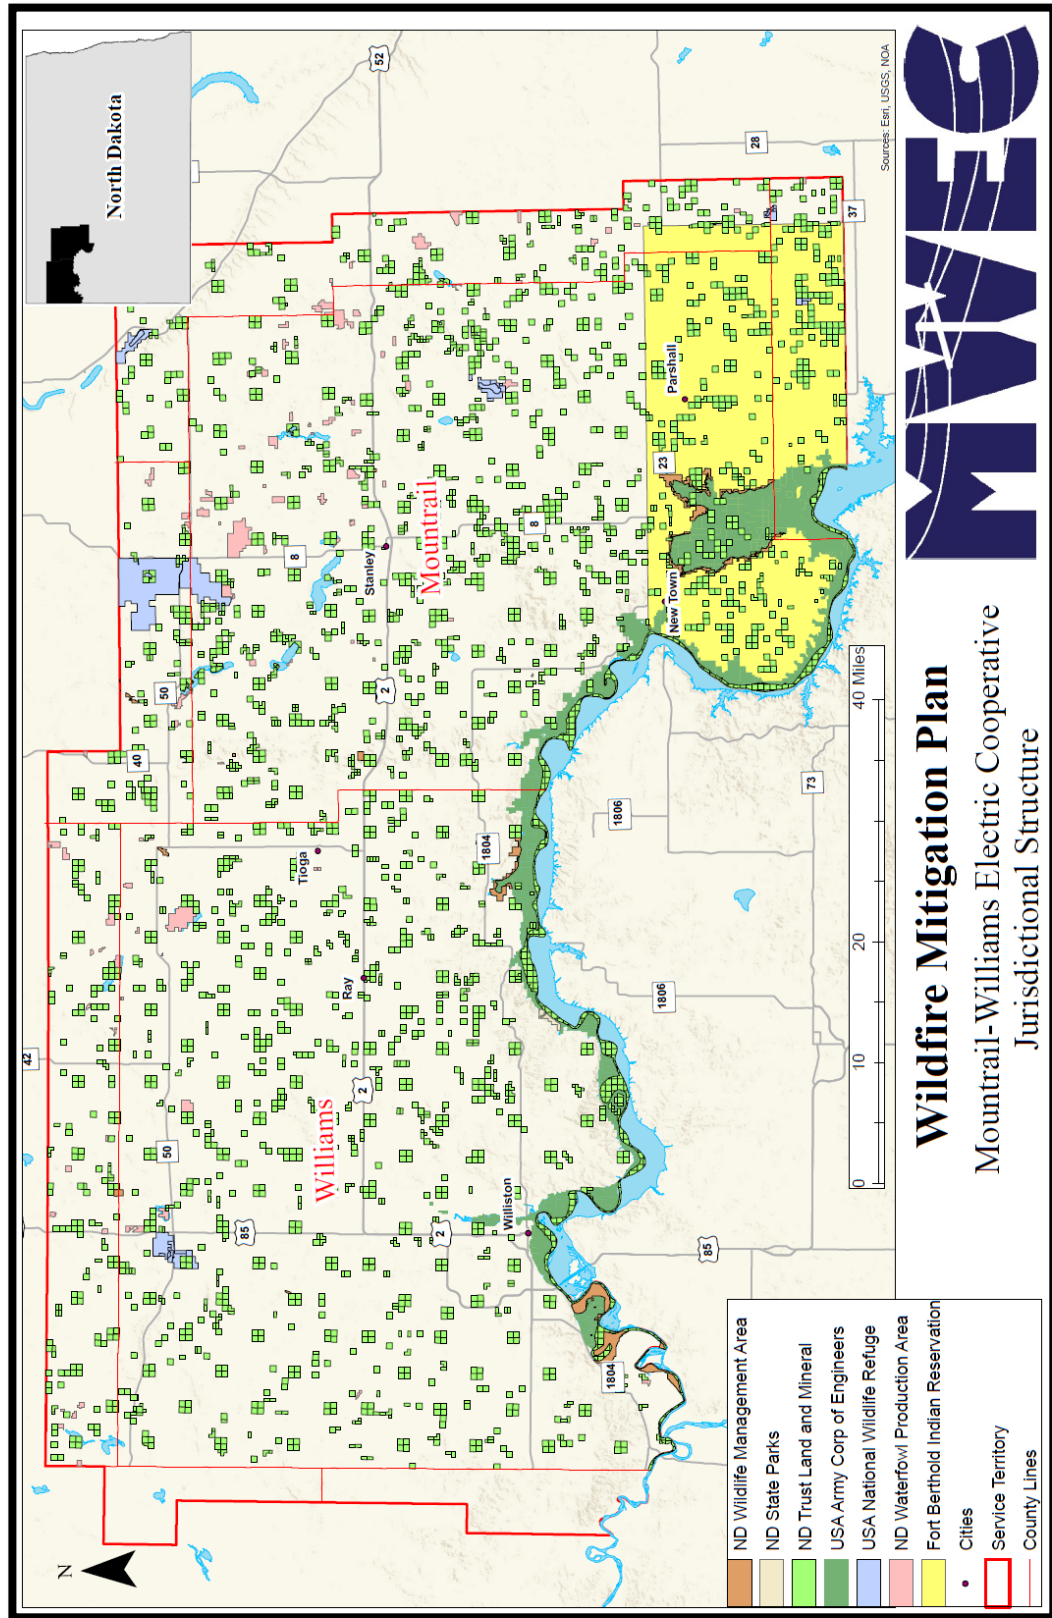 North Dakota
52
28
37
Sources: Esri, USGS, NOA
8
Stanley
Mountrail
8
50
40
2
Tioga
Ray
42
50
Williams
2
85
2
Williston
85
1804
1804
1806
1806
73
New Town
23
Parshall
N
0
10
20
40 Miles
ND Wildlife Management Area
ND State Parks
ND Trust Land and Mineral
USA Army Corp of Engineers
USA National Wildlife Refuge
ND Waterfowl Production Area
Fort Berthold Indian Reservation
Cities
Service Territory
County Lines
Wildfire Mitigation Plan
Mountrail-Williams Electric Cooperative
Jurisdictional Structure
MWEC